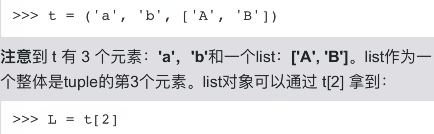 >>> t = ('a', 'b', ['A', 'B'])
注意到 t 有 3 个元素：'a'，'b'和一个list：['A', 'B']。list作为一
个整体是tuple的第3个元素。list对象可以通过 t[2] 拿到：
>>> L = t[2]